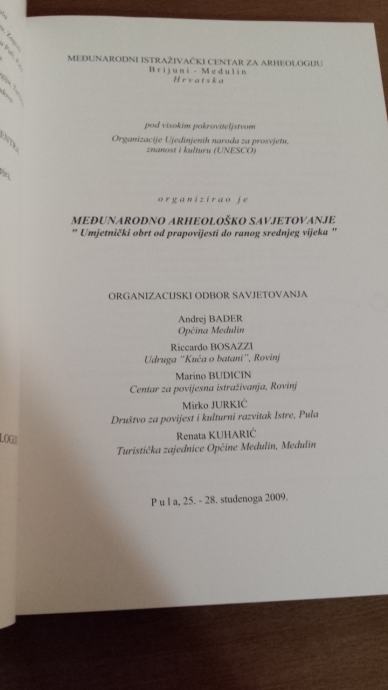 MEĐUNARODNI ISTRAŽIVAČKI CENTAR ZA ARHEOLOGIJU
Brijuni - Medulin
Hrvatska
pod visokim pokroviteljstvom
Organizacije Ujedinjenih naroda za prosvjetu,
znanost i kulturu (UNESCO)
organizirao je
MEĐUNARODNO ARHEOLOŠKO SAVJETOVANJE
" Umjetnički obrt od prapovijesti do ranog srednjeg vijeka "
ORGANIZACIJSKI ODBOR SAVJETOVANJA
Andrej BADER
Općina Medulin
Riccardo BOSAZZI
Udruga "Kuća o batani", Rovinj
Marino BUDICIN
Centar za povijesna istraživanja, Rovinj
Mirko JURKIĆ
Društvo za povijest i kulturni razvitak Istre, Pula
Renata KUHARIĆ
Turistička zajednice Općine Medulin, Medulin
Pula, 25. - 28. studenoga 2009.